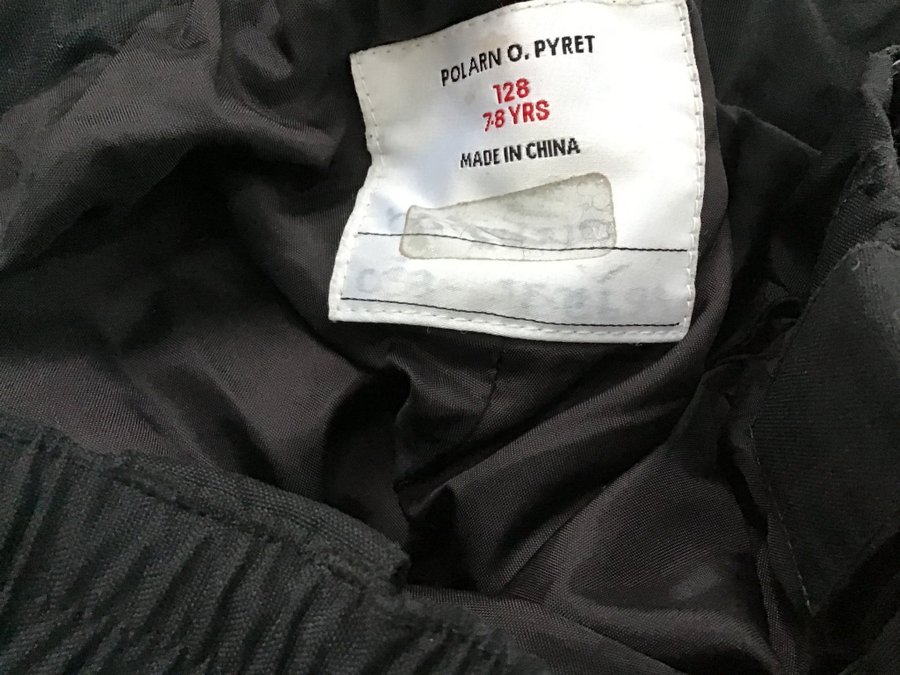 POLARN O. PYRET
128
7-8 YRS
MADE IN CHINA